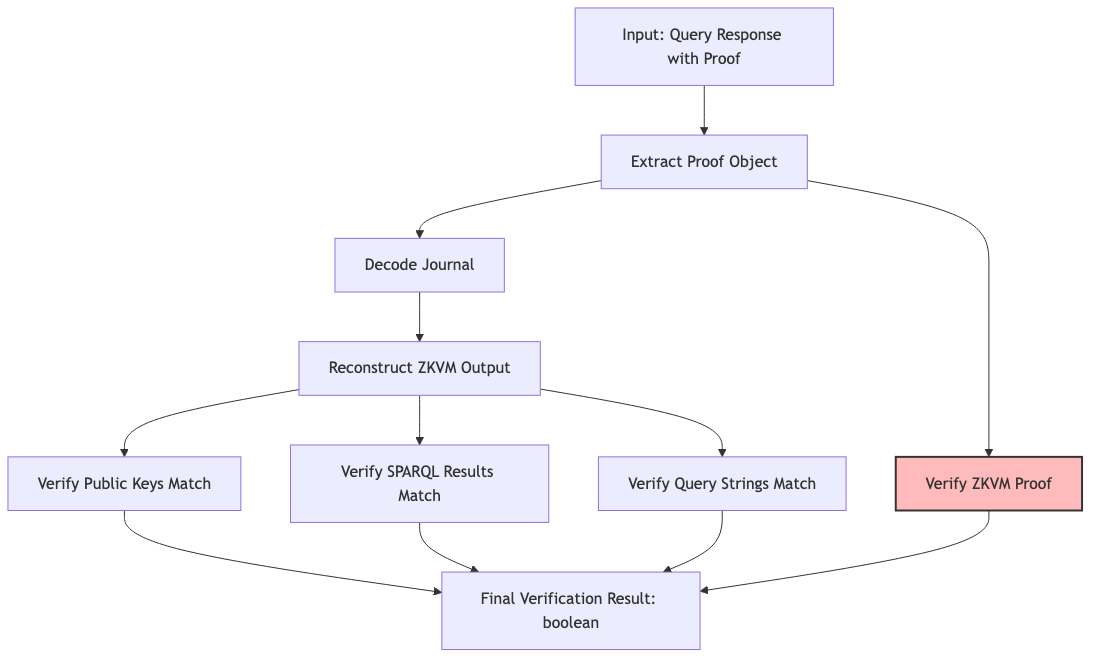 Input: Query Response
with Proof
Extract Proof Object
Decode Journal
Reconstruct ZKVM Output
Verify Public Keys Match
Verify SPARQL Results
Match
Verify Query Strings Match
Verify ZKVM Proof
Final Verification Result:
boolean